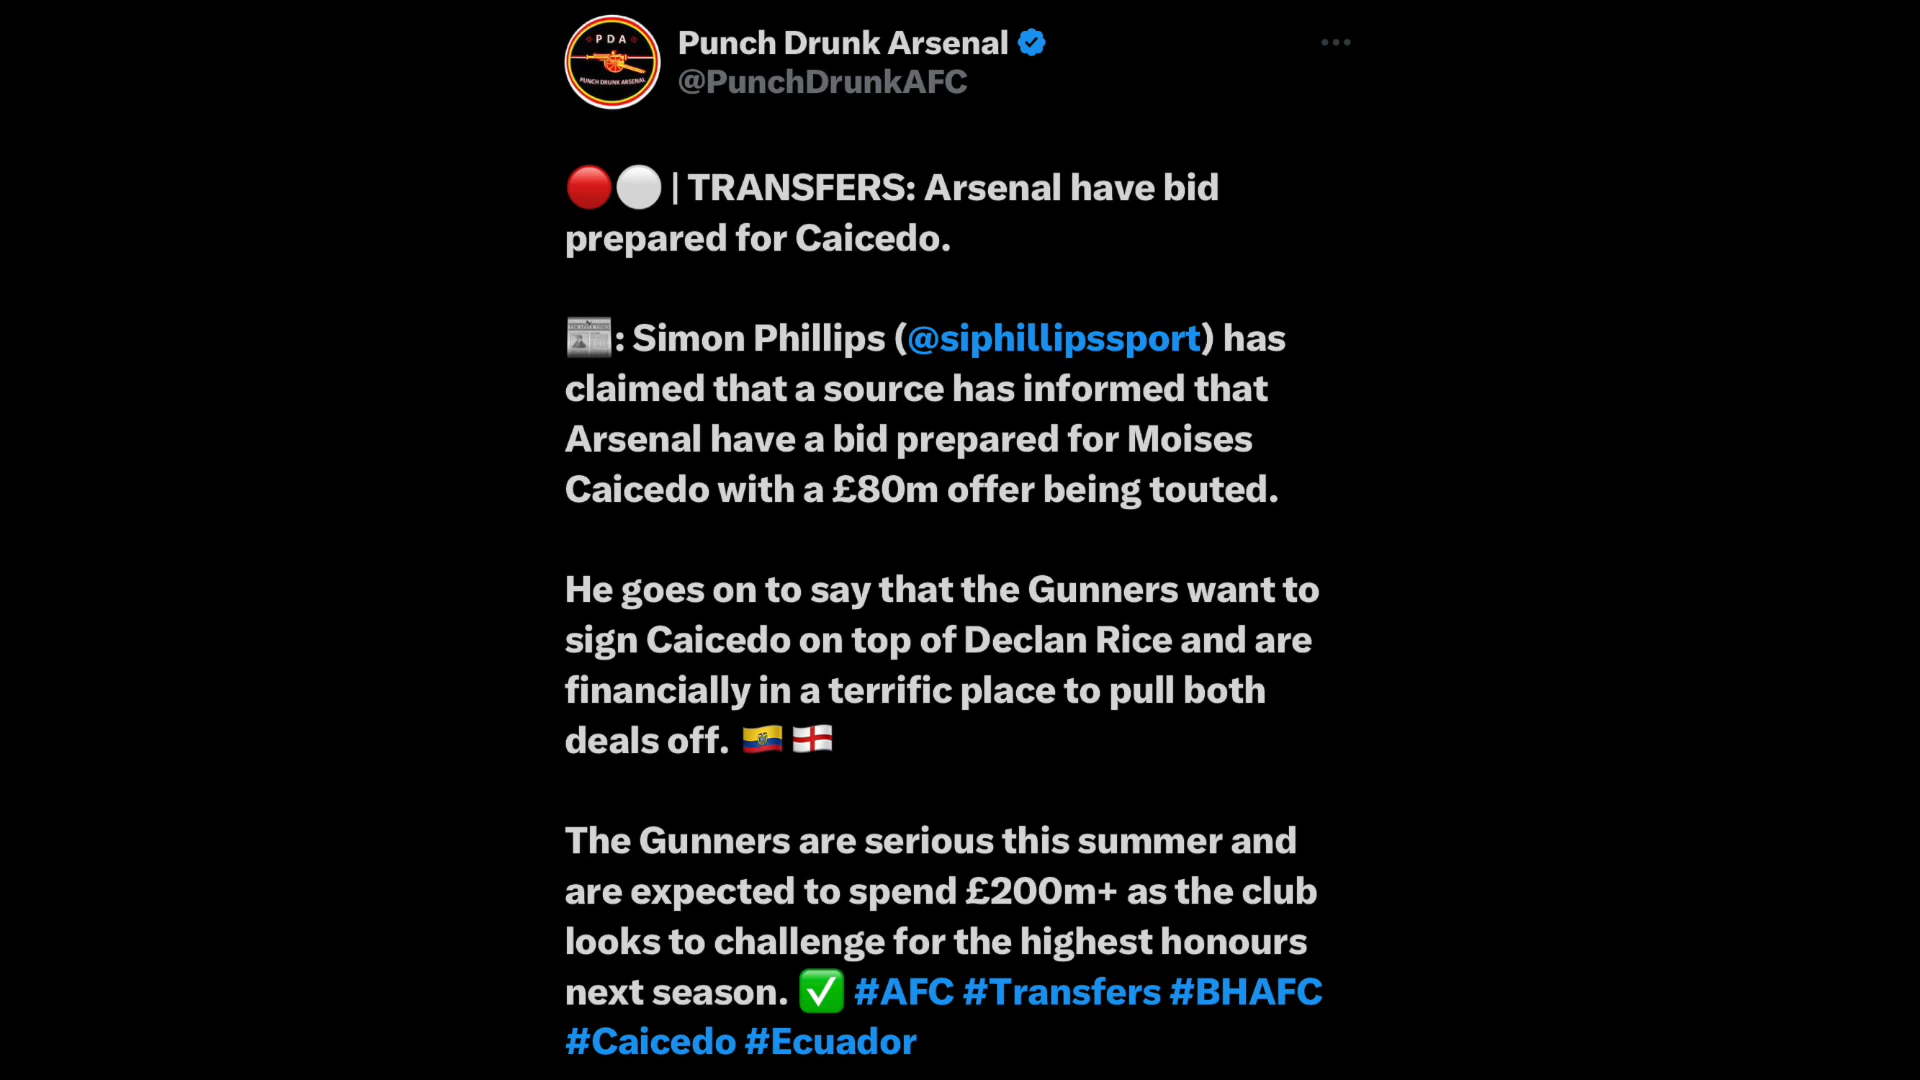 PDA
PUNCH DRUNK ARSENAL
Punch Drunk Arsenal
@PunchDrunkAFC
🔴⚪ | TRANSFERS: Arsenal have bid
prepared for Caicedo.
📰: Simon Phillips (@siphillipssport) has
claimed that a source has informed that
Arsenal have a bid prepared for Moises
Caicedo with a £80m offer being touted.
He goes on to say that the Gunners want to
sign Caicedo on top of Declan Rice and are
financially in a terrific place to pull both
deals off. 🇪🇨 🏴󠁧󠁢󠁥󠁮󠁧󠁿
The Gunners are serious this summer and
are expected to spend £200m+ as the club
looks to challenge for the highest honours
next season. ✅ #AFC #Transfers #BHAFC
#Caicedo #Ecuador